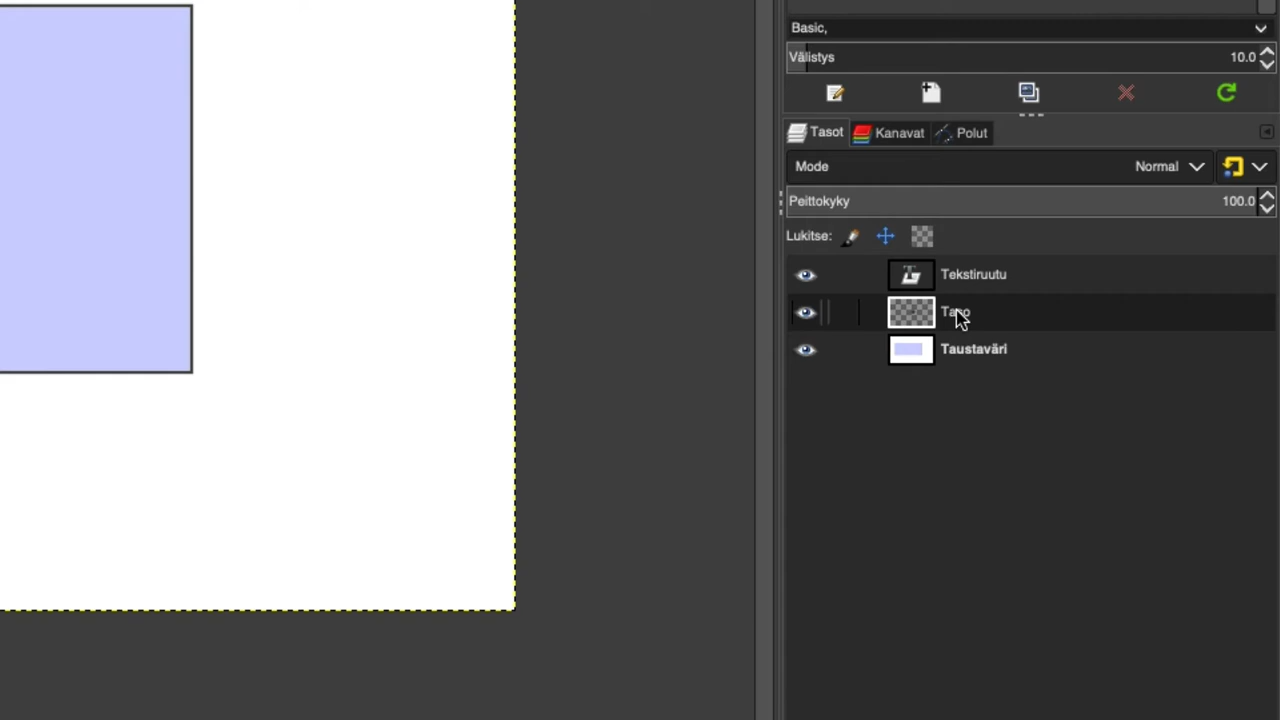 Basic,
Välistys 10.0
Tasot Kanavat Polut
Mode Normal
Peittokyky 100.0
Lukitse:
Tekstiruutu
Taustaväri